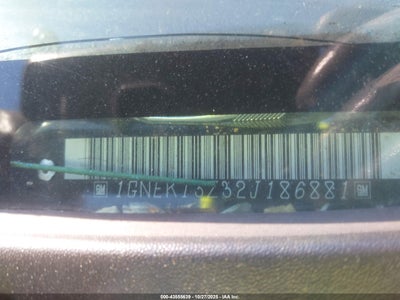 GM 1GNEK13Z32J186881 GM
000-43555639 | 10/27/2025 - IAA Inc.